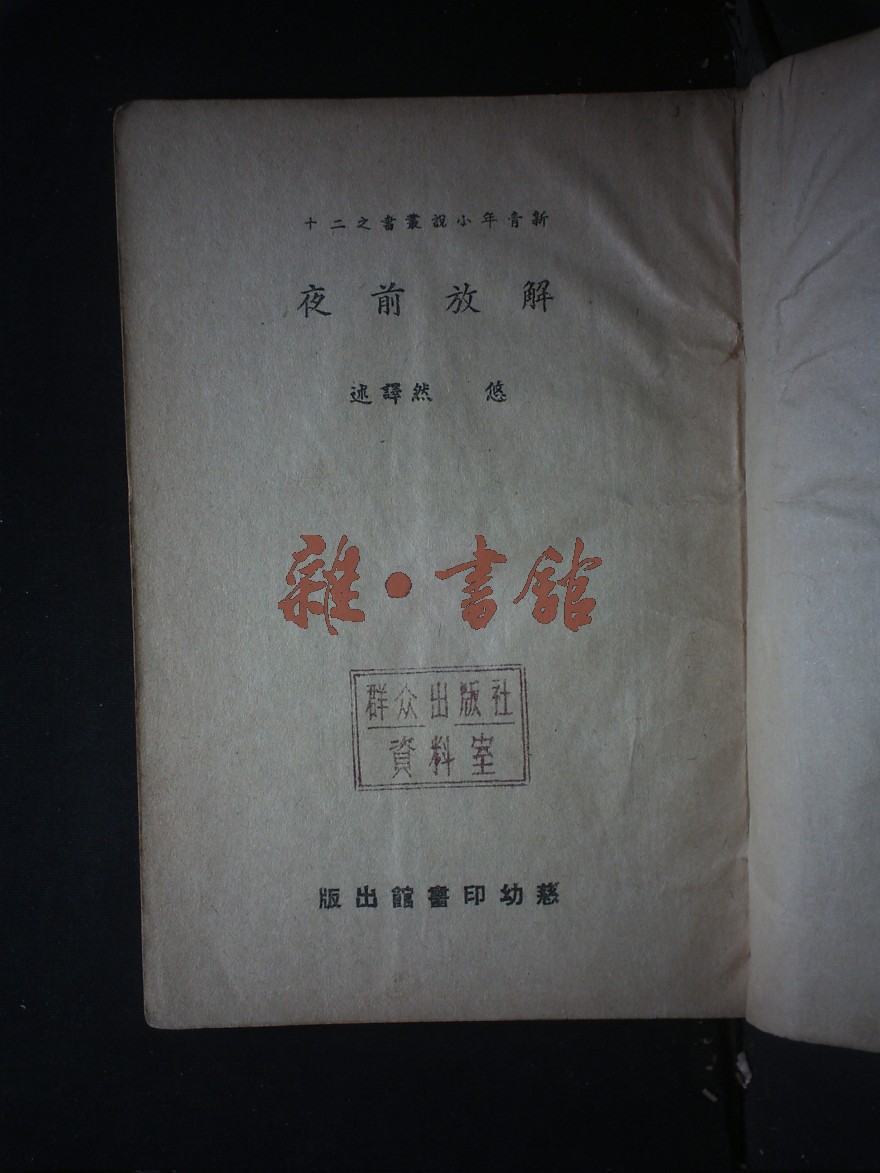 新青年小說叢書之二十
解放前夜
悠 然譯述
雜•書館
群众出版社
資料室
慈幼印書館出版